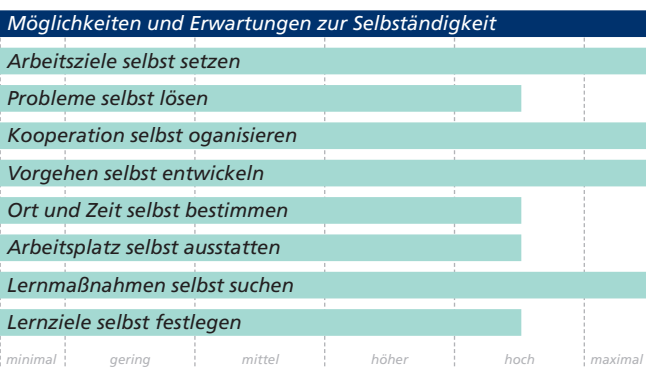 Möglichkeiten und Erwartungen zur Selbständigkeit
Arbeitsziele selbst setzen
Probleme selbst lösen
Kooperation selbst oganisieren
Vorgehen selbst entwickeln
Ort und Zeit selbst bestimmen
Arbeitsplatz selbst ausstatten
Lernmaßnahmen selbst suchen
Lernziele selbst festlegen
minimal gering mittel höher hoch maximal